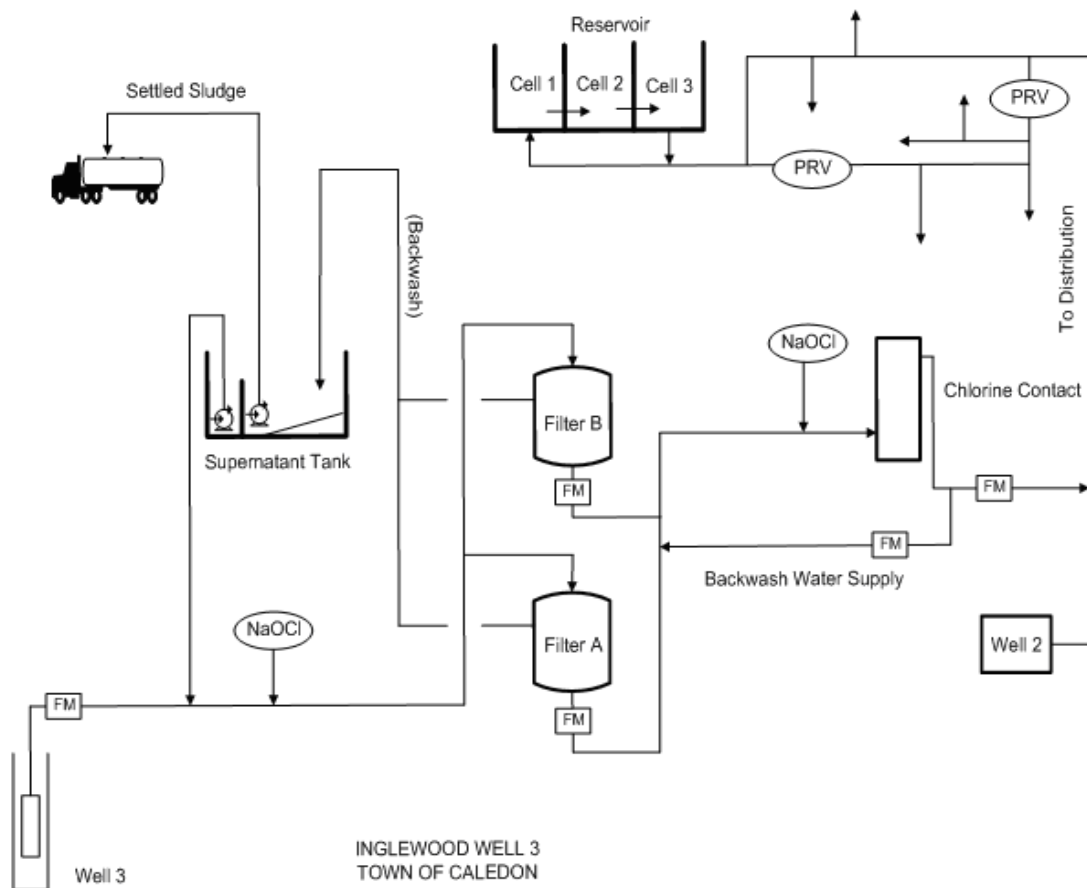 Reservoir
Cell 1
Cell 2
Cell 3
PRV
PRV
Settled Sludge
(Backwash)
To Distribution
NaOCl
Chlorine Contact
Filter B
FM
Supernatant Tank
FM
FM
Backwash Water Supply
Filter A
NaOCl
Well 2
FM
FM
Well 3
INGLEWOOD WELL 3
TOWN OF CALEDON